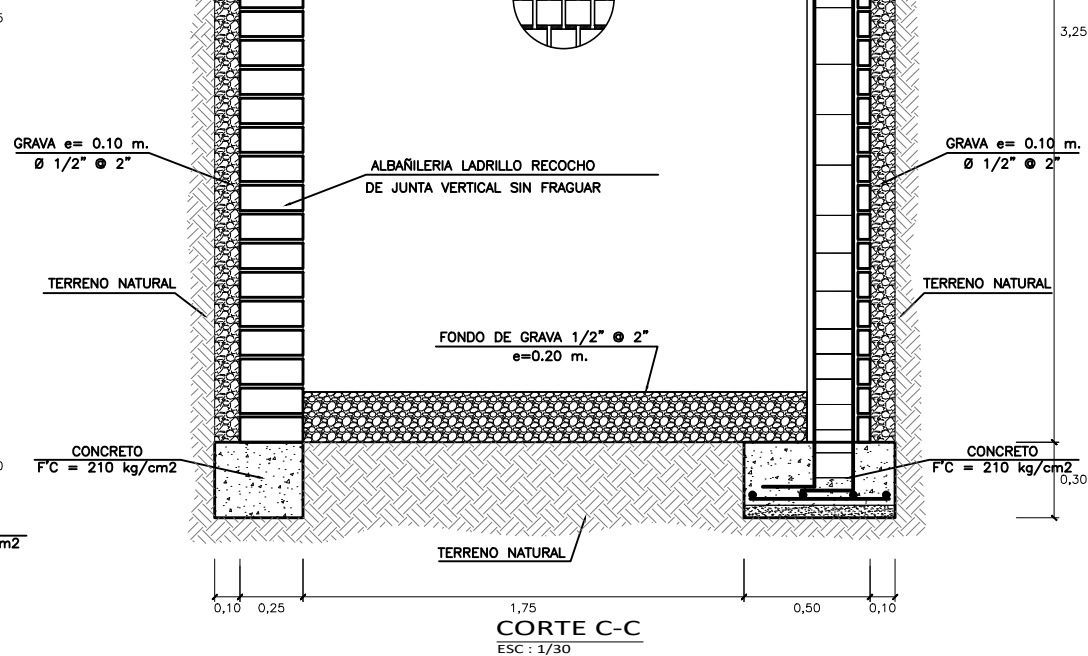 3,25
GRAVA e= 0.10 m.
Ø 1/2" @ 2"
GRAVA e= 0.10 m.
Ø 1/2" @ 2"
ALBAÑILERIA LADRILLO RECOCHO
DE JUNTA VERTICAL SIN FRAGUAR
TERRENO NATURAL
TERRENO NATURAL
FONDO DE GRAVA 1/2" @ 2"
e=0.20 m.
CONCRETO
F'C = 210 kg/cm2
CONCRETO
F'C = 210 kg/cm2
0,30
m2
TERRENO NATURAL
0,10
0,25
1,75
0,50
0,10
CORTE C-C
ESC : 1/30